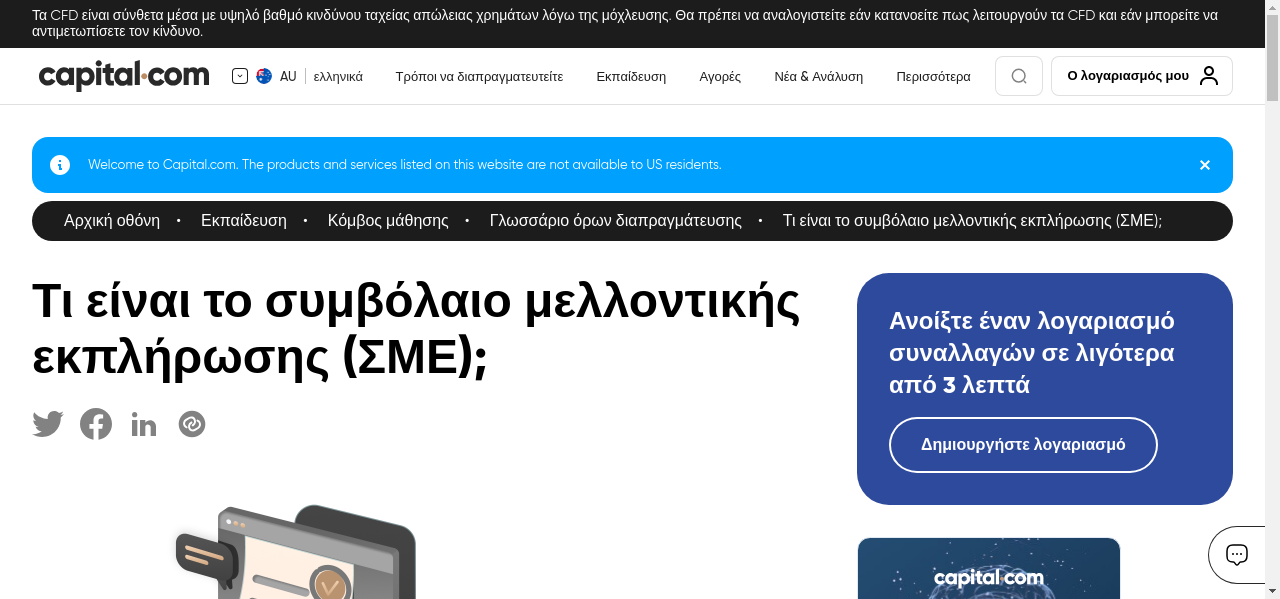 Τα CFD είναι σύνθετα μέσα με υψηλό βαθμό κινδύνου ταχείας απώλειας χρημάτων λόγω της μόχλευσης. Θα πρέπει να αναλογιστείτε εάν κατανοείτε πως λειτουργούν τα CFD και εάν μπορείτε να
αντιμετωπίσετε τον κίνδυνο.
capital.com
AU
ελληνικά
Τρόποι να διαπραγματευτείτε
Εκπαίδευση
Αγορές
Νέα & Ανάλυση
Περισσότερα
Ο λογαριασμός μου
Welcome to Capital.com. The products and services listed on this website are not available to US residents.
Αρχική οθόνη • Εκπαίδευση • Κόμβος μάθησης • Γλωσσάριο όρων διαπραγμάτευσης • Τι είναι το συμβόλαιο μελλοντικής εκπλήρωσης (ΣΜΕ);
Τι είναι το συμβόλαιο μελλοντικής
εκπλήρωσης (ΣΜΕ);
Ανοίξτε έναν λογαριασμό
συναλλαγών σε λιγότερα
από 3 λεπτά
Δημιουργήστε λογαριασμό
capital.com